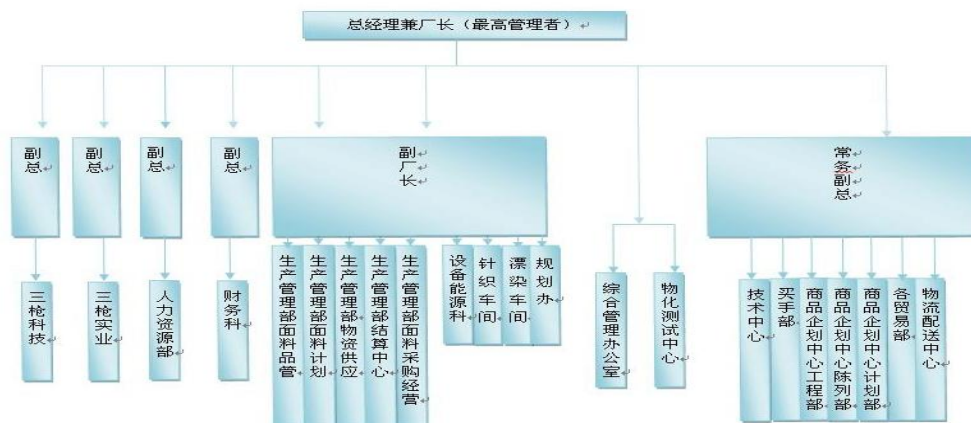 总经理兼厂长（最高管理者）
副总
副总
副总
副总
副厂长
常务副总
三枪科技
三枪实业
人力资源部
财务科
生产管理部面料品管
生产管理部面料计划
生产管理部物资供应
生产管理部结算中心
生产管理部面料采购经营
设备能源科
针织车间
漂染车间
规划办
综合管理办公室
物化测试中心
技术中心
买手部
商品企划中心工程部
商品企划中心陈列部
商品企划中心计划部
各贸易部
物流配送中心